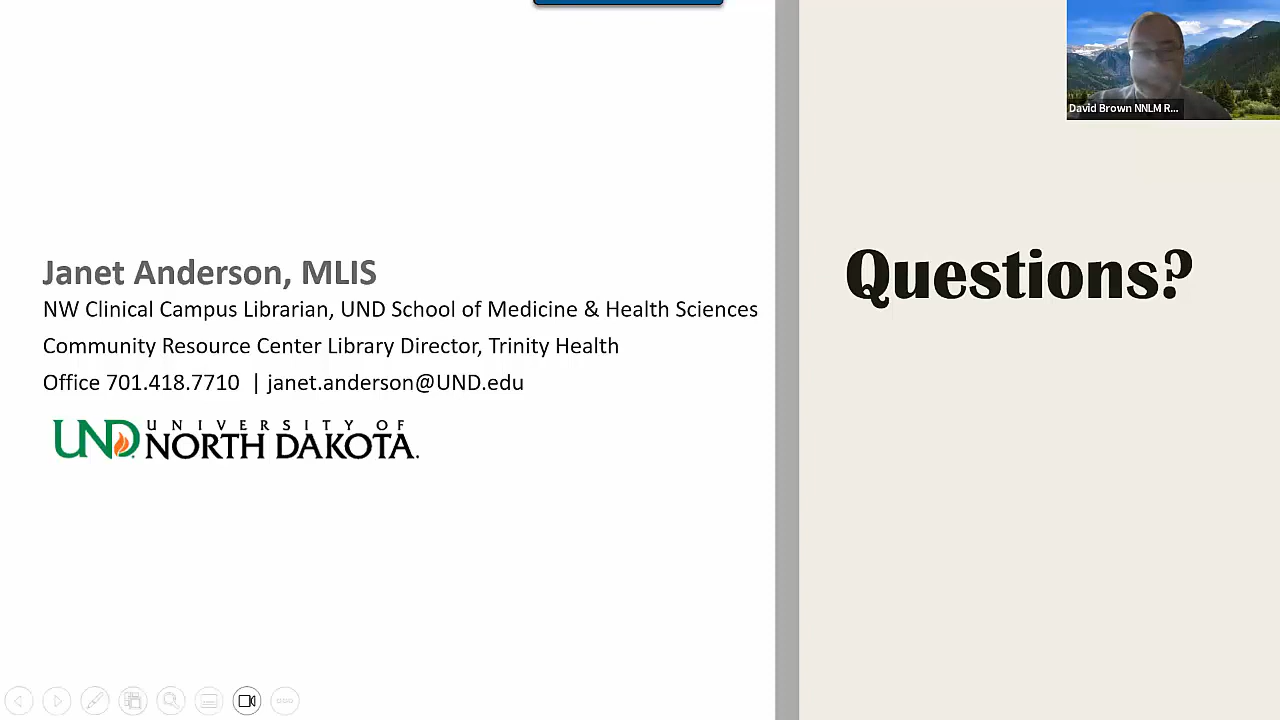 Janet Anderson, MLIS
NW Clinical Campus Librarian, UND School of Medicine & Health Sciences
Community Resource Center Library Director, Trinity Health
Office 701.418.7710 | janet.anderson@UND.edu
UND UNIVERSITY OF
NORTH DAKOTA.
Questions?
David Brown NNLM R...